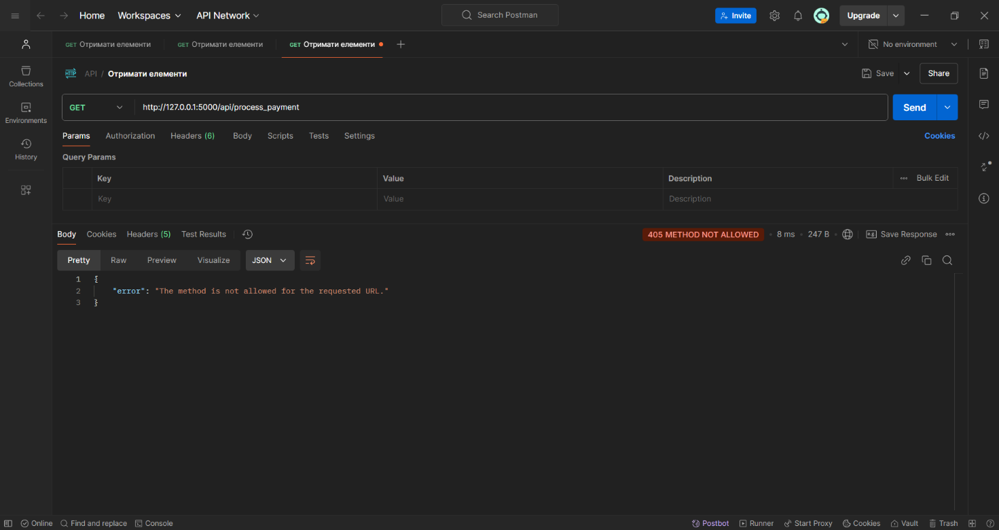 Home Workspaces API Network Search Postman Invite Upgrade
GET Отримати елементи GET Отримати елементи GET Отримати елементи No environment
HTTP API / Отримати елементи Save Share
Collections
GET http://127.0.0.1:5000/api/process_payment Send
Environments
Params Authorization Headers (6) Body Scripts Tests Settings Cookies
History
Query Params
Key Value Description Bulk Edit
Key Value Description
Body Cookies Headers (5) Test Results 405 METHOD NOT ALLOWED 8 ms 247 B e.g. Save Response
Pretty Raw Preview Visualize JSON
1 {
2 "error": "The method is not allowed for the requested URL."
3 }
Online Find and replace Console Postbot Runner Start Proxy Cookies Vault Trash